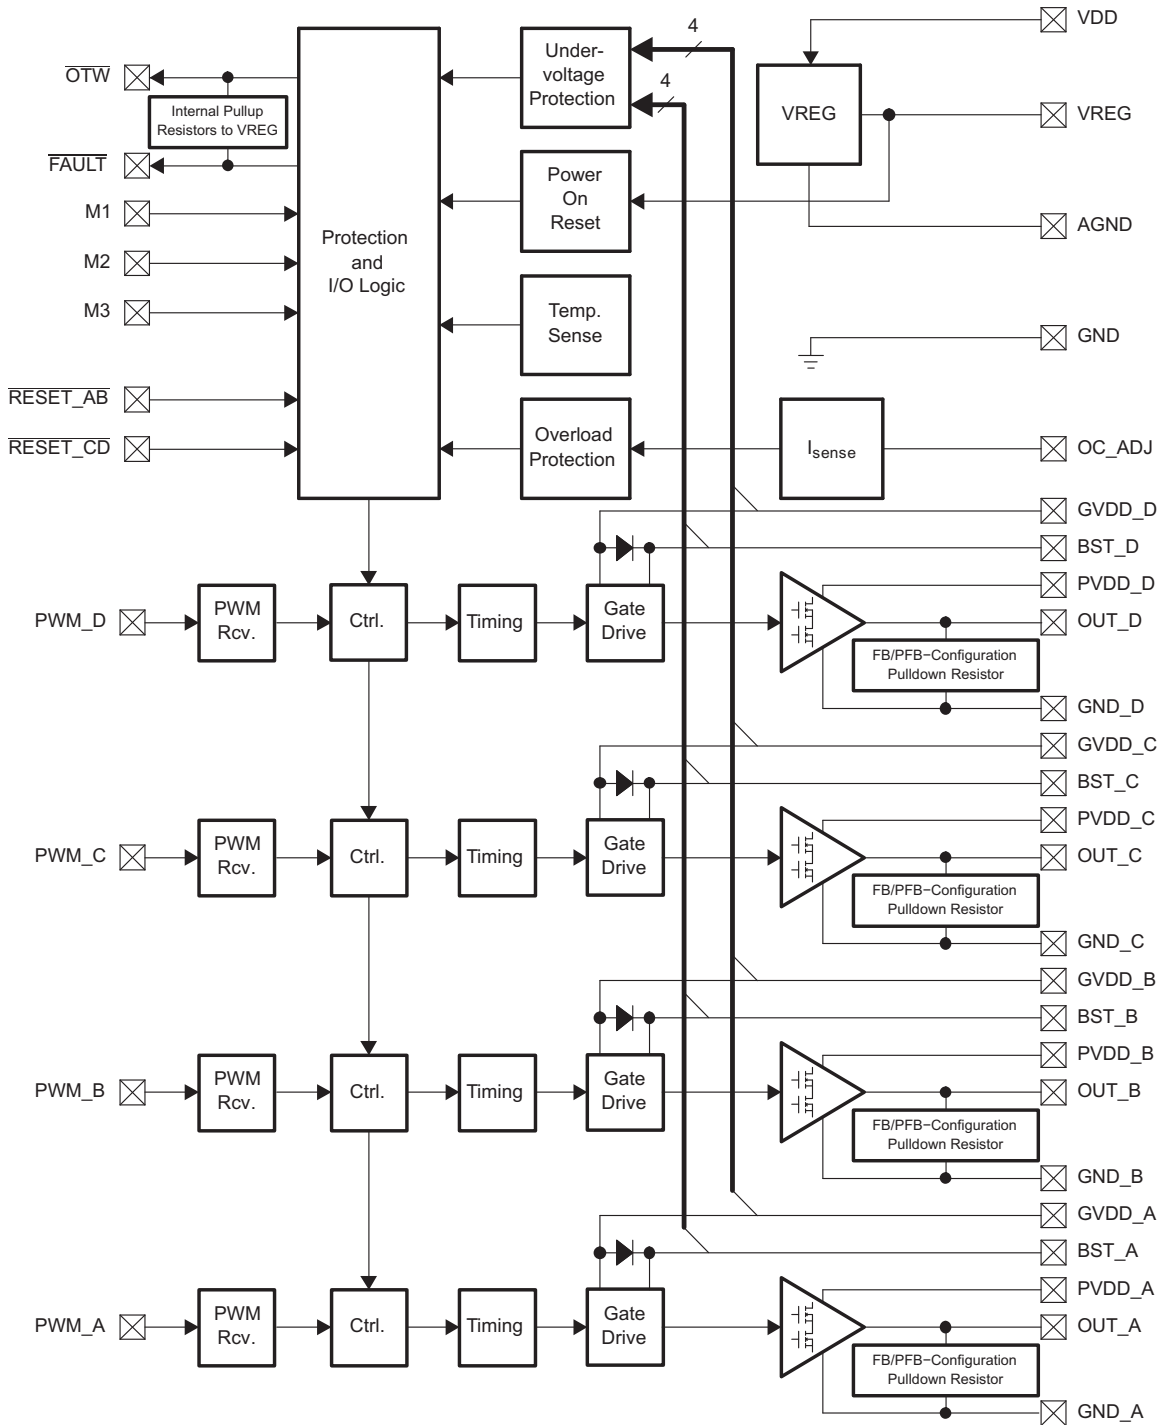 4
VDD
Under-
voltage
Protection
OTW
4
Internal Pullup
Resistors to VREG
VREG
VREG
FAULT
Power
On
Reset
M1
AGND
Protection
and
I/O Logic
M2
M3
Temp.
Sense
GND
RESET_AB
RESET_CD
Overload
Protection
Isense
OC_ADJ
GVDD_D
BST_D
PVDD_D
PWM_D
PWM
Rcv.
Ctrl.
Timing
Gate
Drive
OUT_D
FB/PFB−Configuration
Pulldown Resistor
GND_D
GVDD_C
BST_C
PVDD_C
PWM_C
PWM
Rcv.
Ctrl.
Timing
Gate
Drive
OUT_C
FB/PFB−Configuration
Pulldown Resistor
GND_C
GVDD_B
BST_B
PVDD_B
PWM_B
PWM
Rcv.
Ctrl.
Timing
Gate
Drive
OUT_B
FB/PFB−Configuration
Pulldown Resistor
GND_B
GVDD_A
BST_A
PVDD_A
PWM_A
PWM
Rcv.
Ctrl.
Timing
Gate
Drive
OUT_A
FB/PFB−Configuration
Pulldown Resistor
GND_A